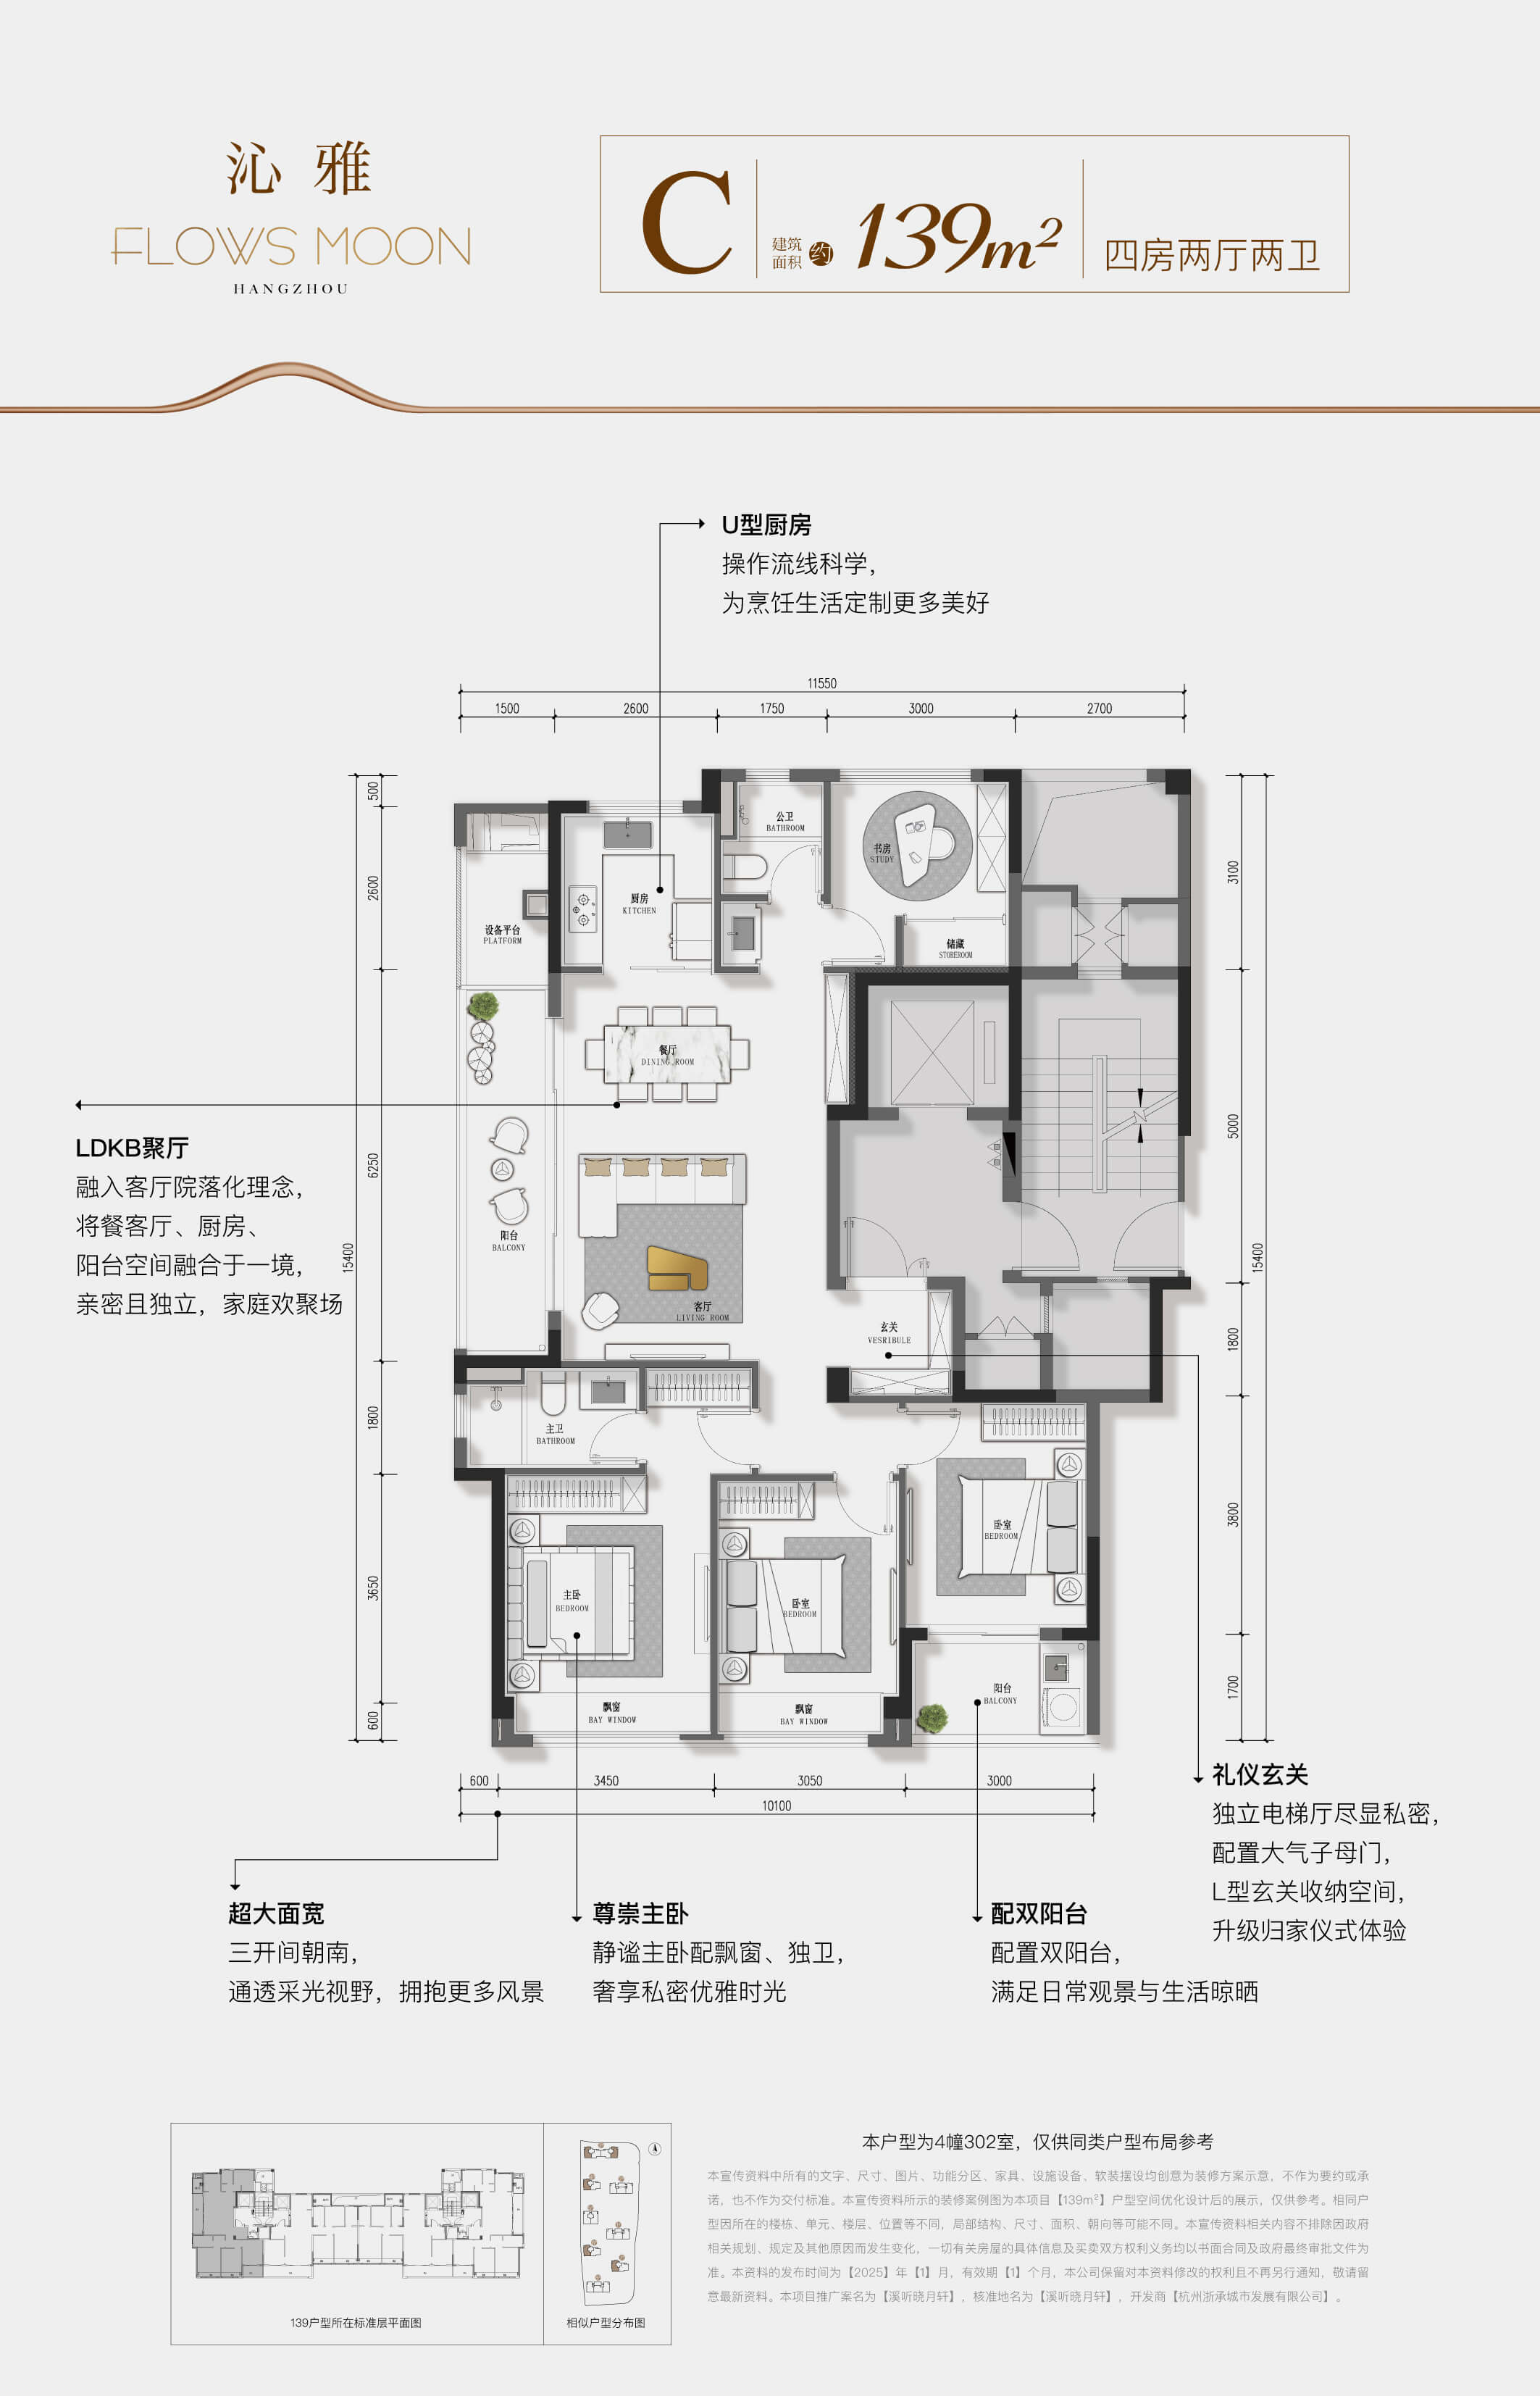 沁雅
FLOWS MOON
HANGZHOU
C
建筑
面积
约
139m²
四房两厅两卫
U型厨房
操作流线科学，
为烹饪生活定制更多美好
11550
1500
2600
1750
3000
2700
500
2600
6250
15400
1800
3650
600
3100
5000
15400
1800
3800
1700
公卫
BATHROOM
书房
STUDY
厨房
KITCHEN
设备平台
PLATFORM
储藏
STOREROOM
餐厅
DINING ROOM
阳台
BALCONY
客厅
LIVING ROOM
玄关
VESRIBULE
主卫
BATHROOM
卧室
BEDROOM
主卧
BEDROOM
卧室
BEDROOM
阳台
BALCONY
飘窗
BAY WINDOW
飘窗
BAY WINDOW
600
3450
3050
3000
10100
LDKB聚厅
融入客厅院落化理念，
将餐客厅、厨房、
阳台空间融合于一境，
亲密且独立，家庭欢聚场
礼仪玄关
独立电梯厅尽显私密，
配置大气子母门，
L型玄关收纳空间，
升级归家仪式体验
超大面宽
三开间朝南，
通透采光视野，拥抱更多风景
尊崇主卧
静谧主卧配飘窗、独卫，
奢享私密优雅时光
配双阳台
配置双阳台，
满足日常观景与生活晾晒
139户型所在标准层平面图
相似户型分布图
本户型为4幢302室，仅供同类户型布局参考
本宣传资料中所有的文字、尺寸、图片、功能分区、家具、设施设备、软装摆设均创意为装修方案示意，不作为要约或承
诺，也不作为交付标准。本宣传资料所示的装修案例图为本项目【139m²】户型空间优化设计后的展示，仅供参考。相同户
型因所在的楼栋、单元、楼层、位置等不同，局部结构、尺寸、面积、朝向等可能不同。本宣传资料相关内容不排除因政府
相关规划、规定及其他原因而发生变化，一切有关房屋的具体信息及买卖双方权利义务均以书面合同及政府最终审批文件为
准。本资料的发布时间为【2025】年【1】月，有效期【1】个月，本公司保留对本资料修改的权利且不再另行通知，敬请留
意最新资料。本项目推广案名为【溪听晓月轩】，核准地名为【溪听晓月轩】，开发商【杭州浙承城市发展有限公司】。